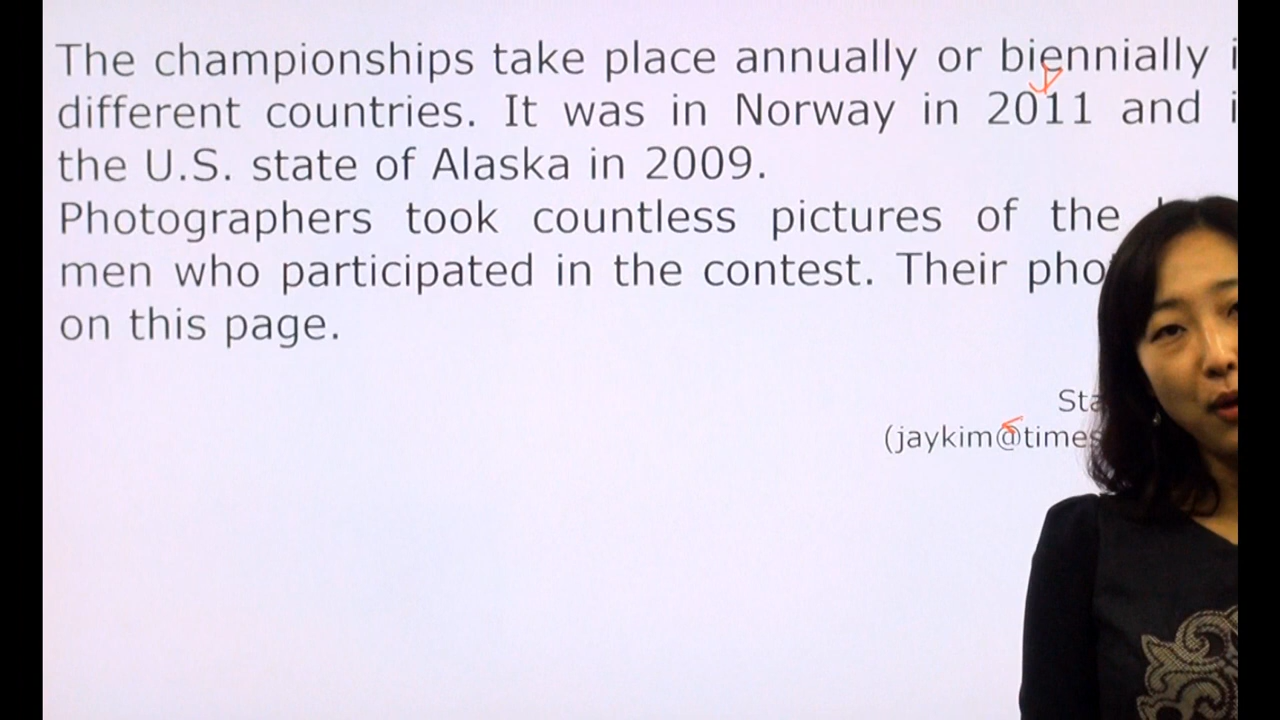 The championships take place annually or biennially
different countries. It was in Norway in 2011 and
the U.S. state of Alaska in 2009.
Photographers took countless pictures of the
men who participated in the contest. Their
on this page.
(jaykim@times